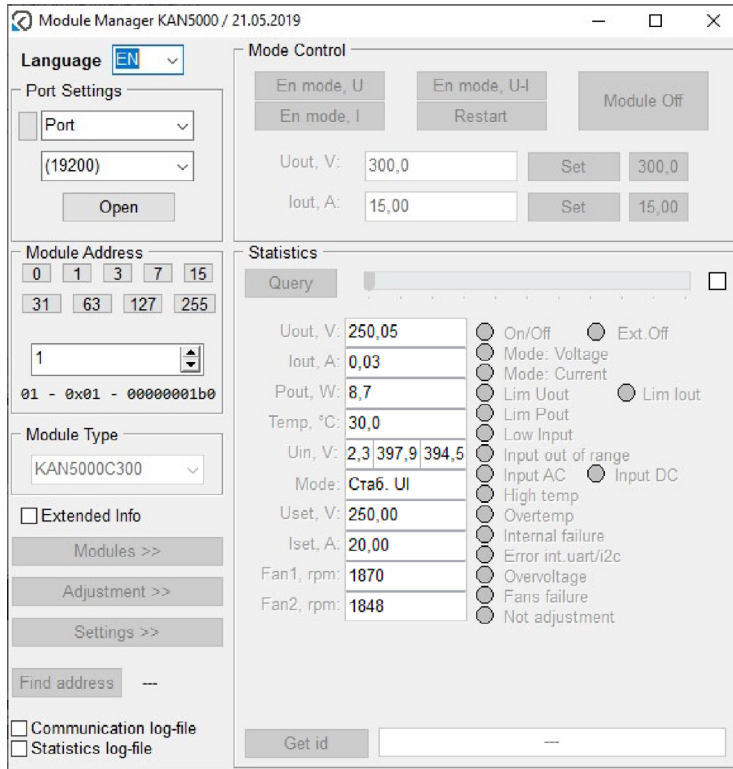 Module Manager KAN5000 / 21.05.2019
Language EN
Port Settings
Port
(19200)
Open
Module Address
0 1 3 7 15
31 63 127 255
1
01 - 0x01 - 00000001b0
Module Type
KAN5000C300
Extended Info
Modules >>
Adjustment >>
Settings >>
Find address ---
Communication log-file
Statistics log-file
Mode Control
En mode, U En mode, U-I Module Off
En mode, I Restart
Uout, V: 300,0 Set 300,0
Iout, A: 15,00 Set 15,00
Statistics
Query
Uout, V: 250,05
Iout, A: 0,03
Pout, W: 8,7
Temp, °C: 30,0
Uin, V: 2,3 397,9 394,5
Mode: Стаб. UI
Uset, V: 250,00
Iset, A: 20,00
Fan1, rpm: 1870
Fan2, rpm: 1848
On/Off Ext.Off
Mode: Voltage
Mode: Current
Lim Uout Lim Iout
Lim Pout
Low Input
Input out of range
Input AC Input DC
High temp
Overtemp
Internal failure
Error int.uart/i2c
Overvoltage
Fans failure
Not adjustment
Get id ---